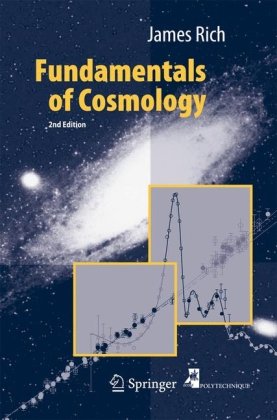 James Rich
Fundamentals
of Cosmology
2nd Edition
Springer
POLYTECHNIQUE